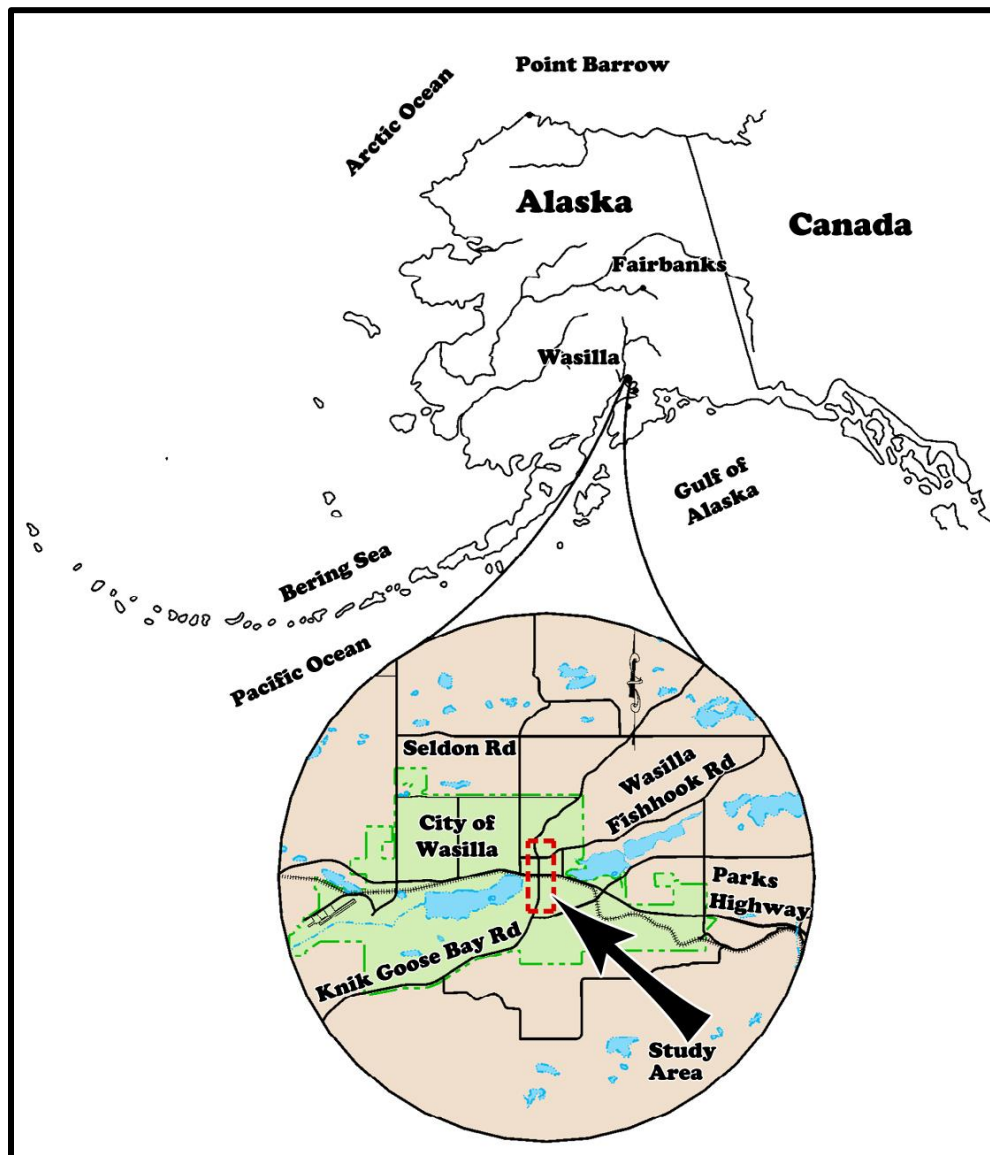 Point Barrow
Arctic Ocean
Alaska
Canada
Fairbanks
Wasilla
Gulf of
Alaska
Bering Sea
Pacific Ocean
Seldon Rd
Wasilla
Fishhook Rd
City of
Wasilla
Parks
Highway
Knik Goose Bay Rd
Study
Area